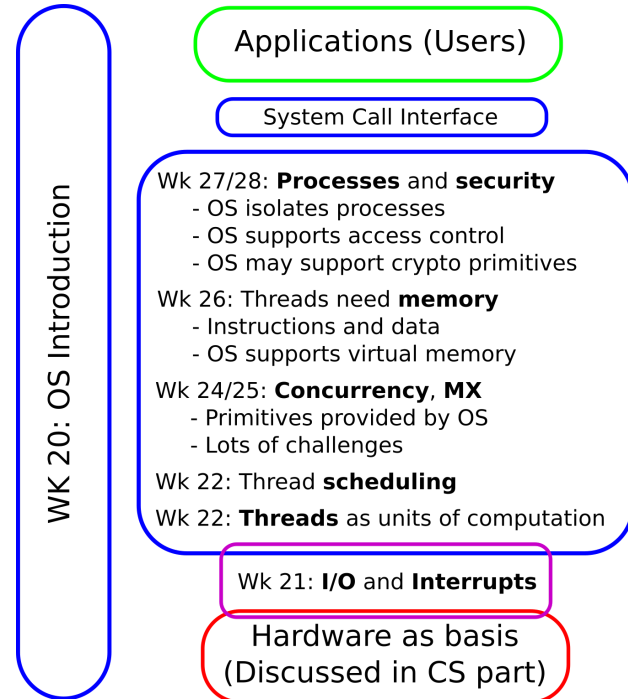 WK 20: OS Introduction
Applications (Users)
System Call Interface
Wk 27/28: Processes and security
- OS isolates processes
- OS supports access control
- OS may support crypto primitives
Wk 26: Threads need memory
- Instructions and data
- OS supports virtual memory
Wk 24/25: Concurrency, MX
- Primitives provided by OS
- Lots of challenges
Wk 22: Thread scheduling
Wk 22: Threads as units of computation
Wk 21: I/O and Interrupts
Hardware as basis
(Discussed in CS part)